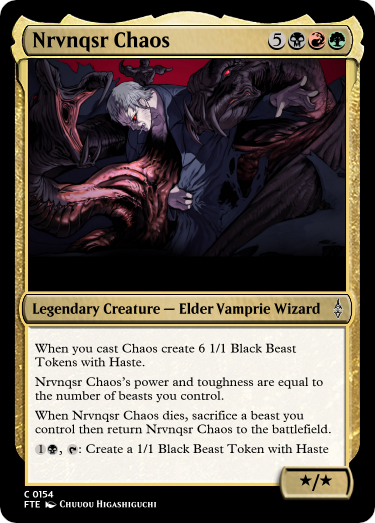 Nrvnqsr Chaos 5
Legendary Creature — Elder Vamprie Wizard
When you cast Chaos create 6 1/1 Black Beast
Tokens with Haste.
Nrvnqsr Chaos's power and toughness are equal to
the number of beasts you control.
When Nrvnqsr Chaos dies, sacrifice a beast you
control then return Nrvnqsr Chaos to the battlefield.
1, : Create a 1/1 Black Beast Token with Haste
★/★
C 0154
FTE Chuuou Higashiguchi